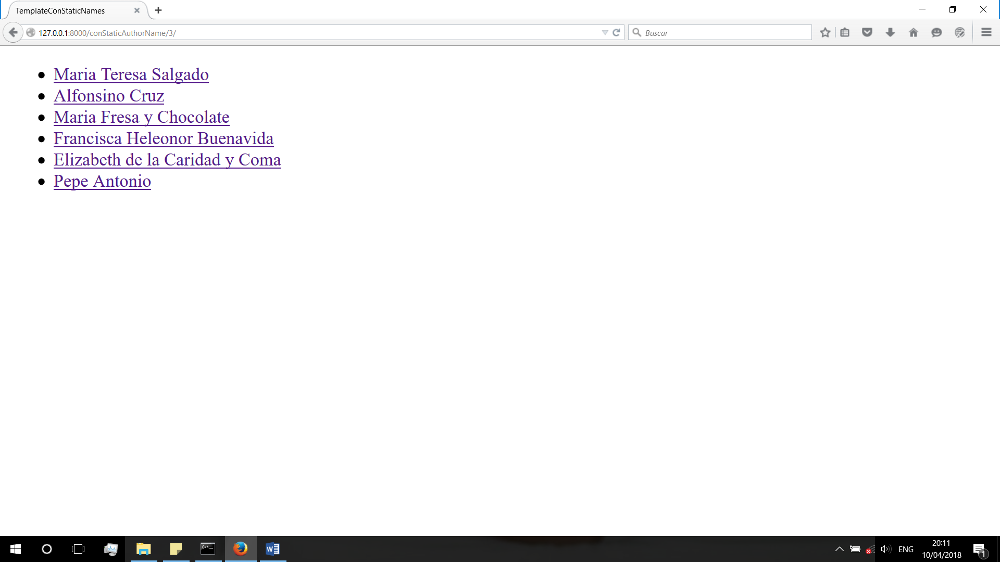 TemplateConStaticNames
127.0.0.1:8000/conStaticAuthorName/3/
Buscar
Maria Teresa Salgado
Alfonsino Cruz
Maria Fresa y Chocolate
Francisca Heleonor Buenavida
Elizabeth de la Caridad y Coma
Pepe Antonio
ENG
20:11
10/04/2018
1